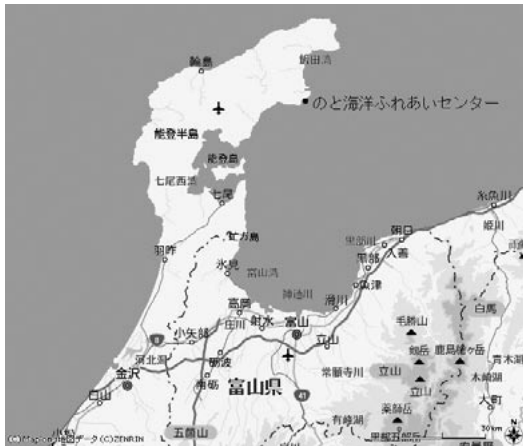 輪島
飯田湾
のと海洋ふれあいセンター
能登半島
能登島
七尾西湾
七尾
糸魚川
姫川
朝日
入善
黒部川
黒部
羽咋
氷見
富山湾
神通川
魚津
滑川
高岡
射水
富山
庄川
小矢部
白馬
毛勝山
剱岳
鹿島槍ヶ岳
河北潟
砺波
立山
青木湖
木崎湖
金沢
常願寺川
立山
白山
富山県
大町
41
有峰湖
薬師岳
五箇山
黒部五郎岳
30km
N